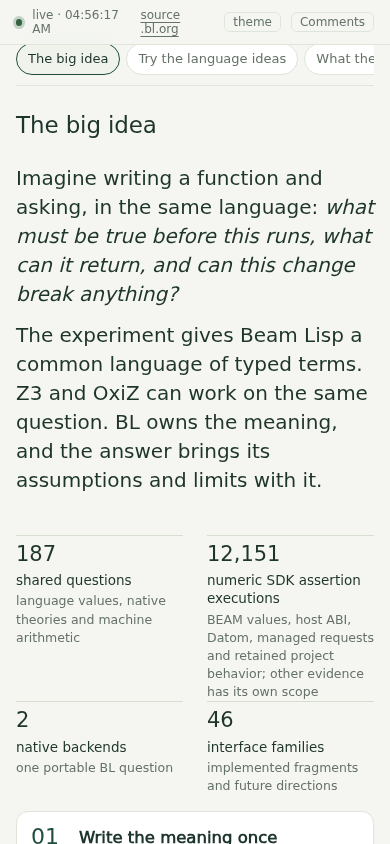 live · 04:56:17 AM
source.bl.org
theme
Comments
The big idea
Try the language ideas
What the
The big idea
Imagine writing a function and
asking, in the same language: what
must be true before this runs, what
can it return, and can this change
break anything?
The experiment gives Beam Lisp a
common language of typed terms.
Z3 and OxiZ can work on the same
question. BL owns the meaning,
and the answer brings its
assumptions and limits with it.
187
shared questions
language values, native
theories and machine
arithmetic
12,151
numeric SDK assertion
executions
BEAM values, host ABI,
Datom, managed requests
and retained project
behavior; other evidence
has its own scope
2
native backends
one portable BL question
46
interface families
implemented fragments
and future directions
01 Write the meaning once